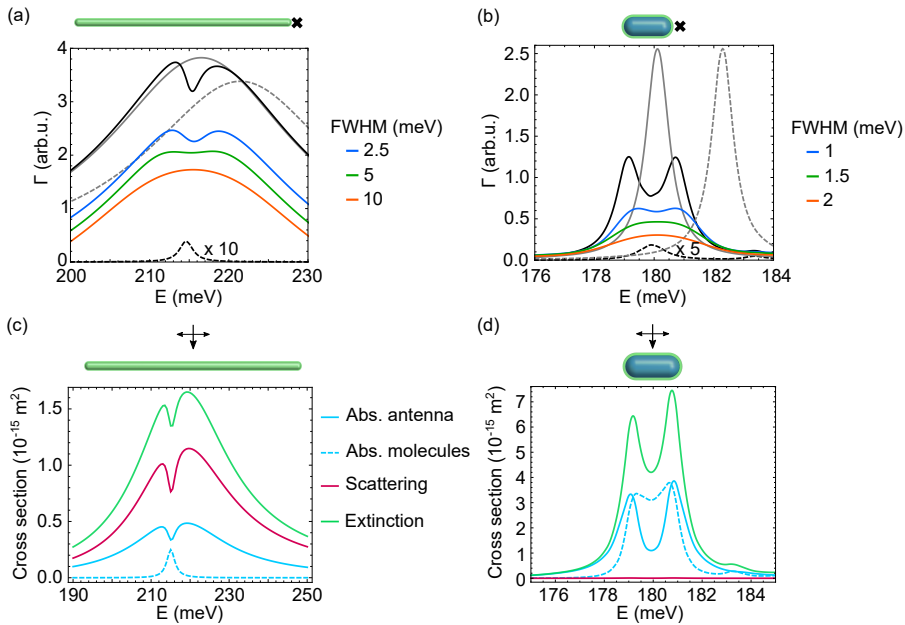 (a)
(b)
4
3
2
1
0
Γ (arb.u.)
x 10
200
210
220
230
E (meV)
FWHM (meV)
2.5
5
10
2.5
2.0
1.5
1.0
0.5
0.0
Γ (arb.u.)
x 5
176
178
180
182
184
E (meV)
FWHM (meV)
1
1.5
2
(c)
(d)
1.5
1.0
0.5
0.0
Cross section (10⁻¹⁵ m²)
190
210
230
250
E (meV)
Abs. antenna
Abs. molecules
Scattering
Extinction
7
6
5
4
3
2
1
0
Cross section (10⁻¹⁵ m²)
176
178
180
182
184
E (meV)